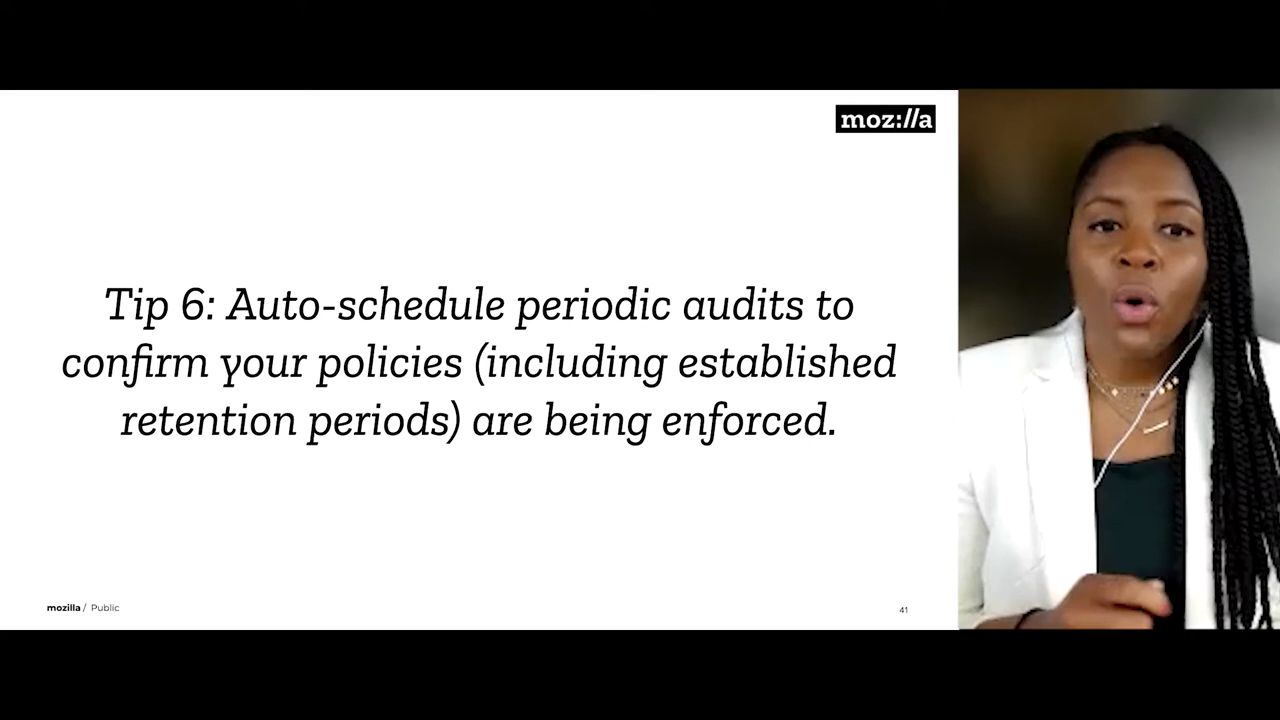 moz://a
Tip 6: Auto-schedule periodic audits to
confirm your policies (including established
retention periods) are being enforced.
mozilla / Public
41